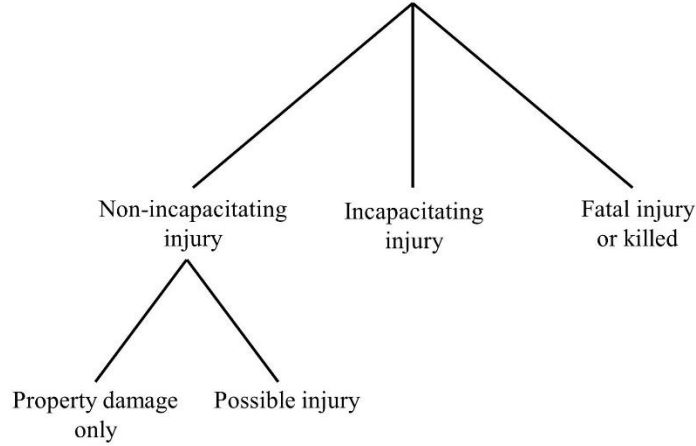 Non-incapacitating
injury
Incapacitating
injury
Fatal injury
or killed
Property damage
only
Possible injury